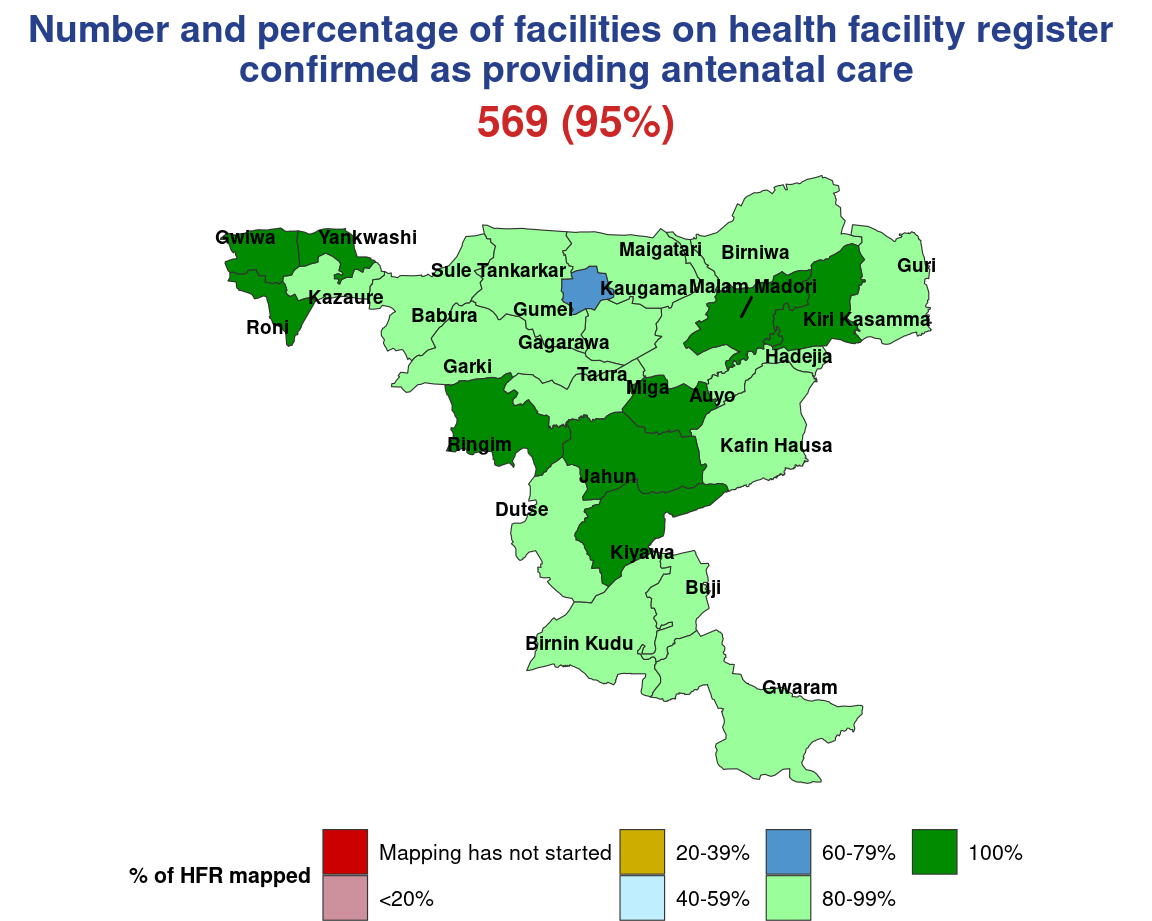 Number and percentage of facilities on health facility register
confirmed as providing antenatal care
569 (95%)
Gwiwa
Yankwashi
Maigatari
Birniwa
Guri
Sule Tankarkar
Kazaure
Kaugama
Malam Madori
Roni
Babura
Gumel
Kiri Kasamma
Gagarawa
Hadejia
Garki
Taura
Miga
Auyo
Ringim
Kafin Hausa
Jahun
Dutse
Kiyawa
Buji
Birnin Kudu
Gwaram
% of HFR mapped
Mapping has not started
<20%
20-39%
40-59%
60-79%
80-99%
100%